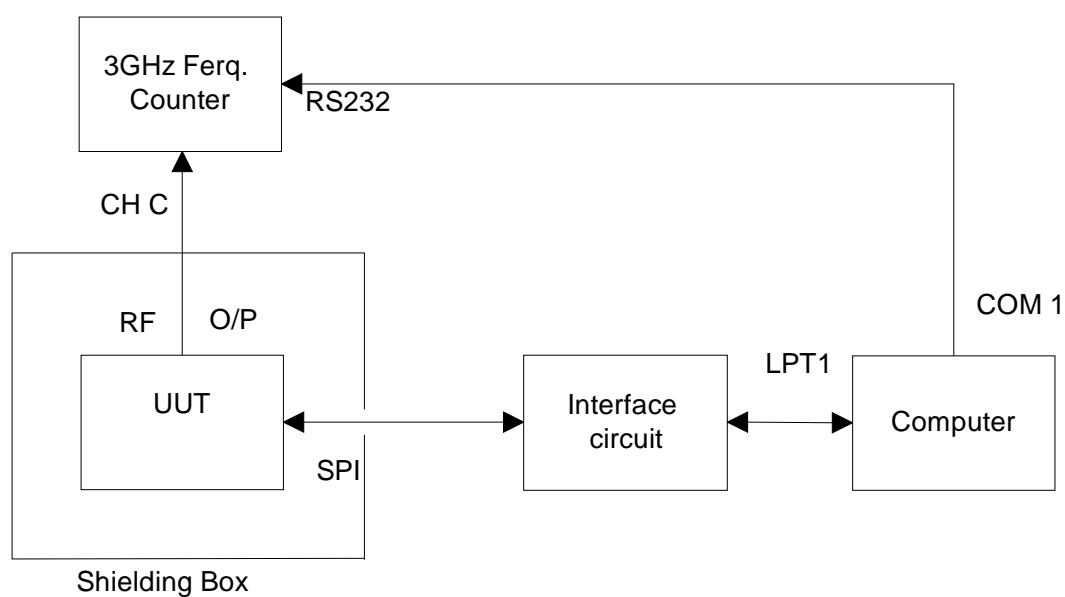 3GHz Ferq.
Counter
RS232
CH C
COM 1
RF O/P
LPT1
UUT
Interface
circuit
Computer
SPI
Shielding Box